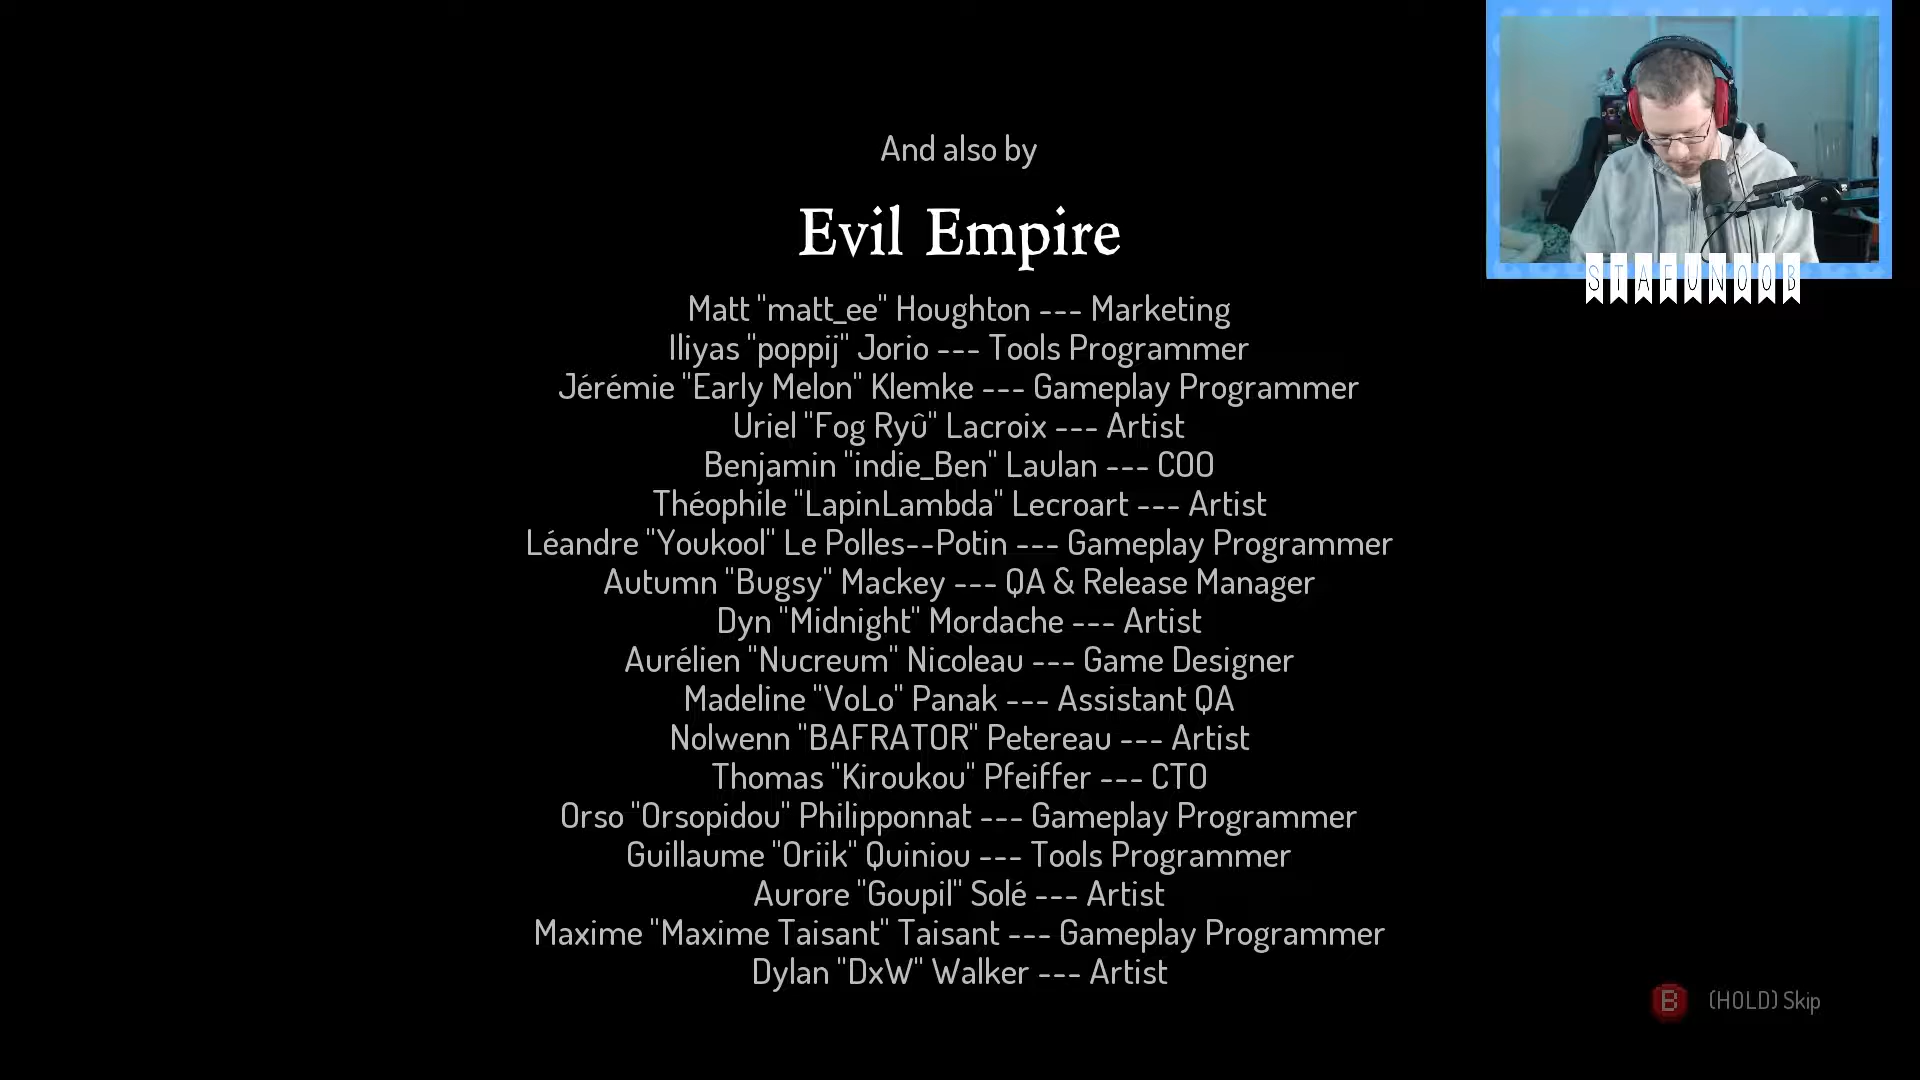 And also by
Evil Empire
Matt "matt_ee" Houghton --- Marketing
Iliyas "poppij" Jorio --- Tools Programmer
Jérémie "Early Melon" Klemke --- Gameplay Programmer
Uriel "Fog Ryû" Lacroix --- Artist
Benjamin "indie_Ben" Laulan --- COO
Théophile "LapinLambda" Lecroart --- Artist
Léandre "Youkool" Le Polles--Potin --- Gameplay Programmer
Autumn "Bugsy" Mackey --- QA & Release Manager
Dyn "Midnight" Mordache --- Artist
Aurélien "Nucreum" Nicoleau --- Game Designer
Madeline "VoLo" Panak --- Assistant QA
Nolwenn "BAFRATOR" Petereau --- Artist
Thomas "Kiroukou" Pfeiffer --- CTO
Orso "Orsopidou" Philipponnat --- Gameplay Programmer
Guillaume "Oriik" Quiniou --- Tools Programmer
Aurore "Goupil" Solé --- Artist
Maxime "Maxime Taisant" Taisant --- Gameplay Programmer
Dylan "DxW" Walker --- Artist
STAFUNOOB
B (HOLD) Skip